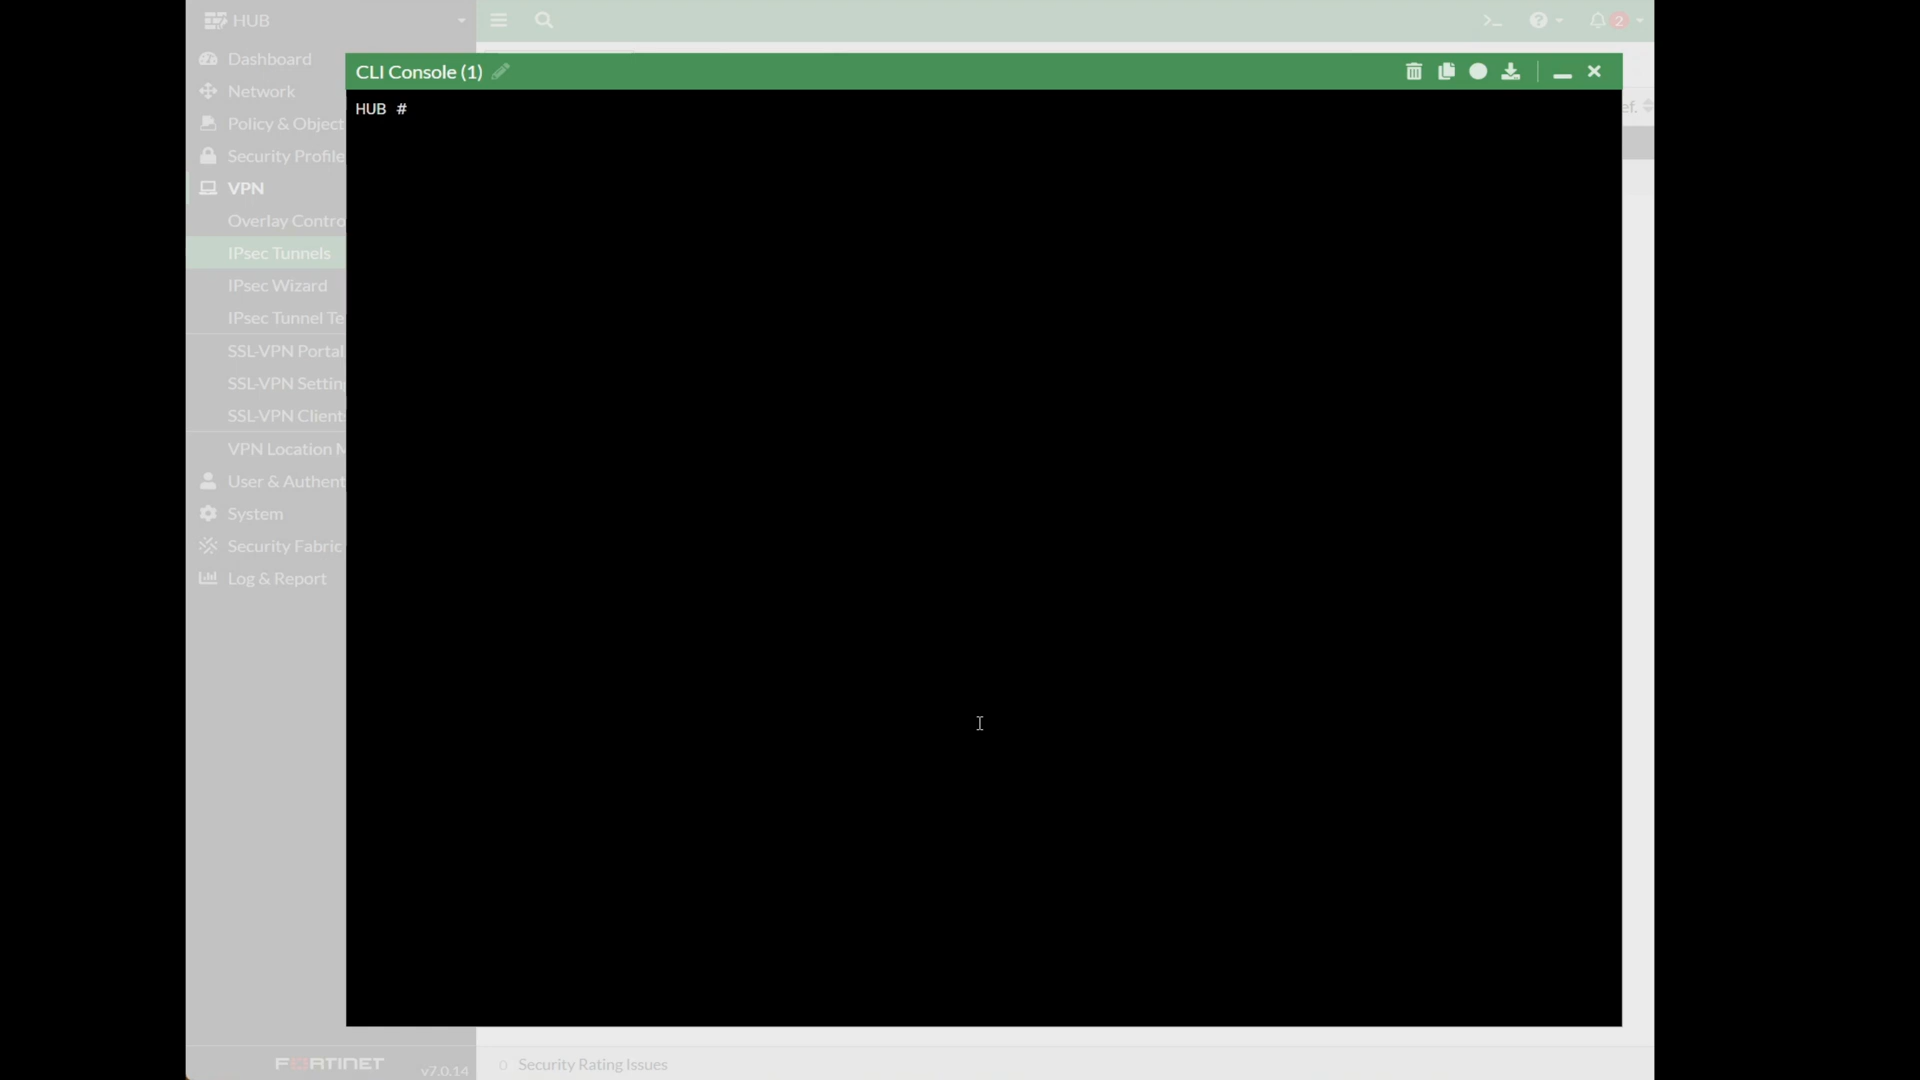 HUB
2
Dashboard
CLI Console (1)
Network
ef.
HUB #
Policy & Object
Security Profile
VPN
Overlay Contro
IPsec Tunnels
IPsec Wizard
IPsec Tunnel Te
SSL-VPN Portal
SSL-VPN Settin
SSL-VPN Client
VPN Location M
User & Authent
System
Security Fabric
Log & Report
FORTINET
v7.0.14
0 Security Rating Issues